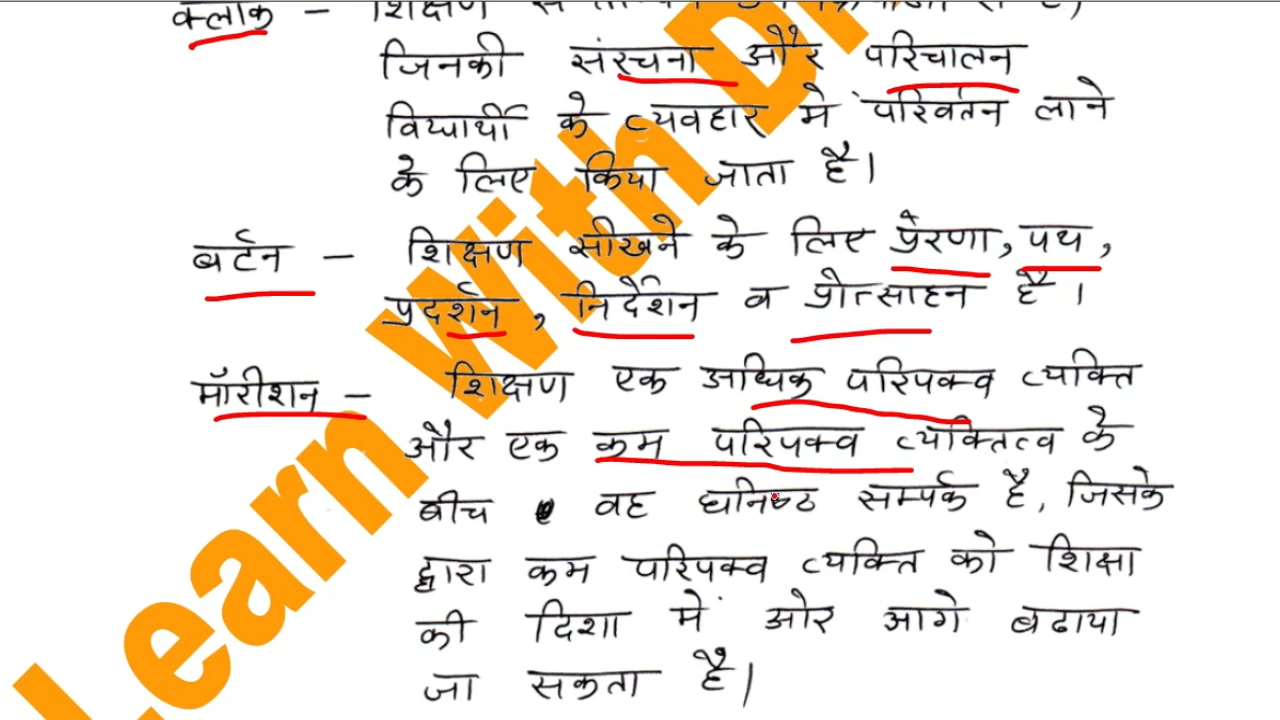 क्लार्क – शिक्षण
जिनकी संरचना और परिचालन
विद्यार्थी के व्यवहार में परिवर्तन लाने
के लिए किया जाता है।
बर्टन – शिक्षण सीखने के लिए प्रेरणा, पथ,
प्रदर्शन, निर्देशन व प्रोत्साहन है।
मॉरीशन – शिक्षण एक अधिक परिपक्व व्यक्ति
और एक कम परिपक्व व्यक्तित्व के
बीच वह घनिष्ठ सम्पर्क है, जिसके
द्वारा कम परिपक्व व्यक्ति को शिक्षा
की दिशा में ओर आगे बढाया
जा सकता है।
Learn With